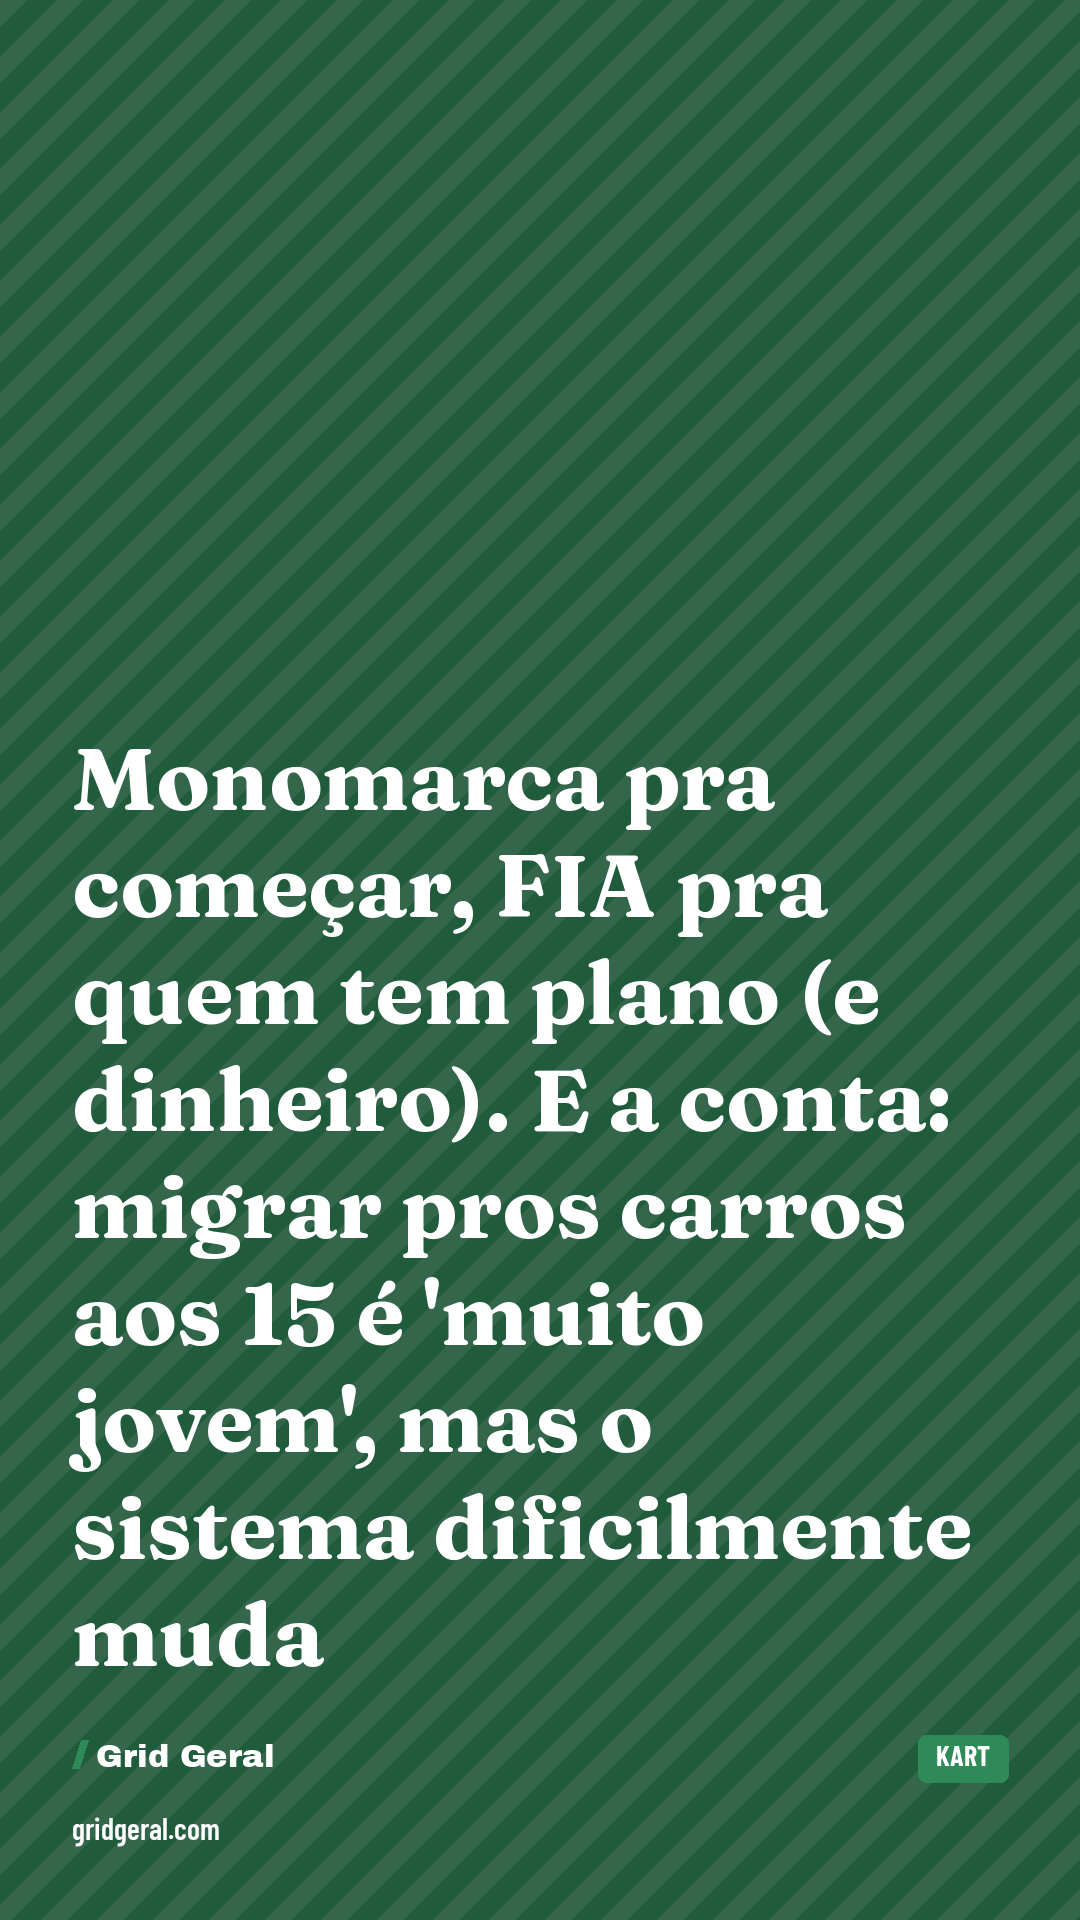 Monomarca pra
começar, FIA pra
quem tem plano (e
dinheiro). E a conta:
migrar pros carros
aos 15 é 'muito
jovem', mas o
sistema dificilmente
muda
/ Grid Geral
KART
gridgeral.com